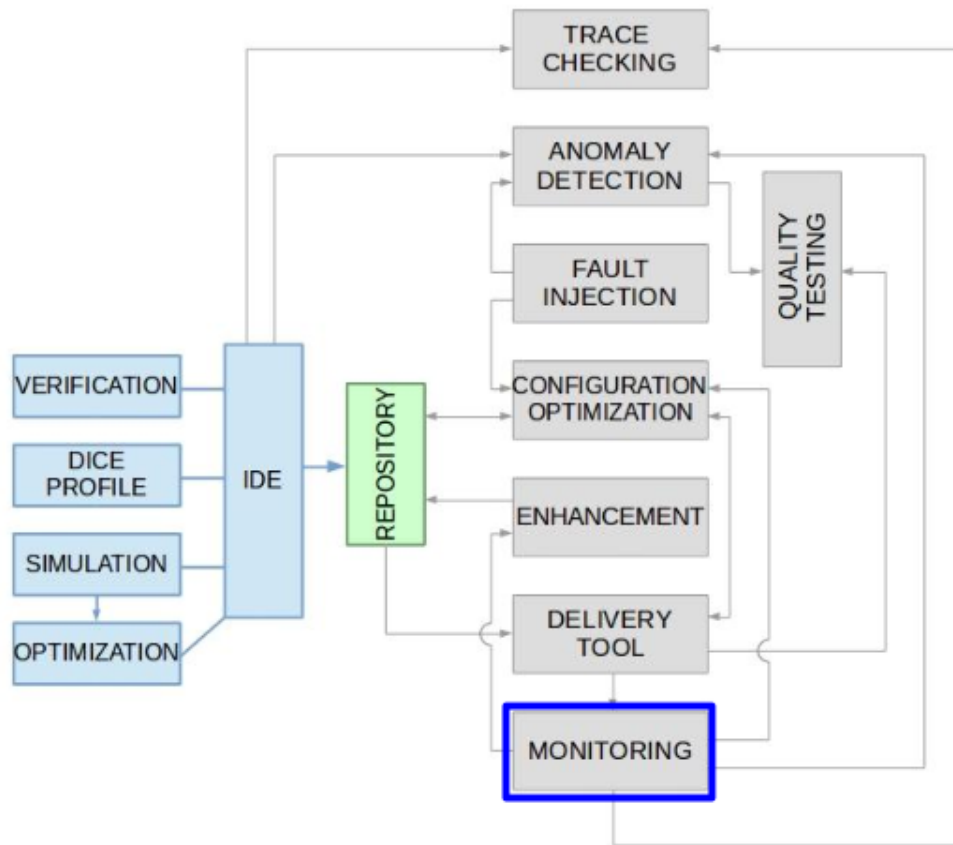 TRACE
CHECKING
ANOMALY
DETECTION
QUALITY
TESTING
FAULT
INJECTION
VERIFICATION
CONFIGURATION
OPTIMIZATION
REPOSITORY
DICE
PROFILE
IDE
ENHANCEMENT
SIMULATION
DELIVERY
TOOL
OPTIMIZATION
MONITORING